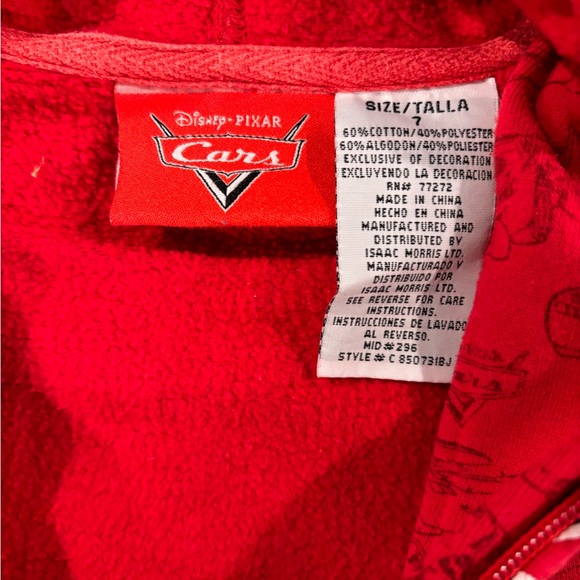 Disney·PIXAR
Cars
SIZE/TALLA
7
60%COTTON/40%POLYESTER
60%ALGODON/40%POLIESTER
EXCLUSIVE OF DECORATION
EXCLUYENDO LA DECORACION
RN# 77272
MADE IN CHINA
HECHO EN CHINA
MANUFACTURED AND
DISTRIBUTED BY
ISAAC MORRIS LTD.
MANUFACTURADO Y
DISTRIBUIDO POR
ISAAC MORRIS LTD.
SEE REVERSE FOR CARE
INSTRUCTIONS.
INSTRUCCIONES DE LAVADO
AL REVERSO.
MID#296
STYLE# C 850731BJ